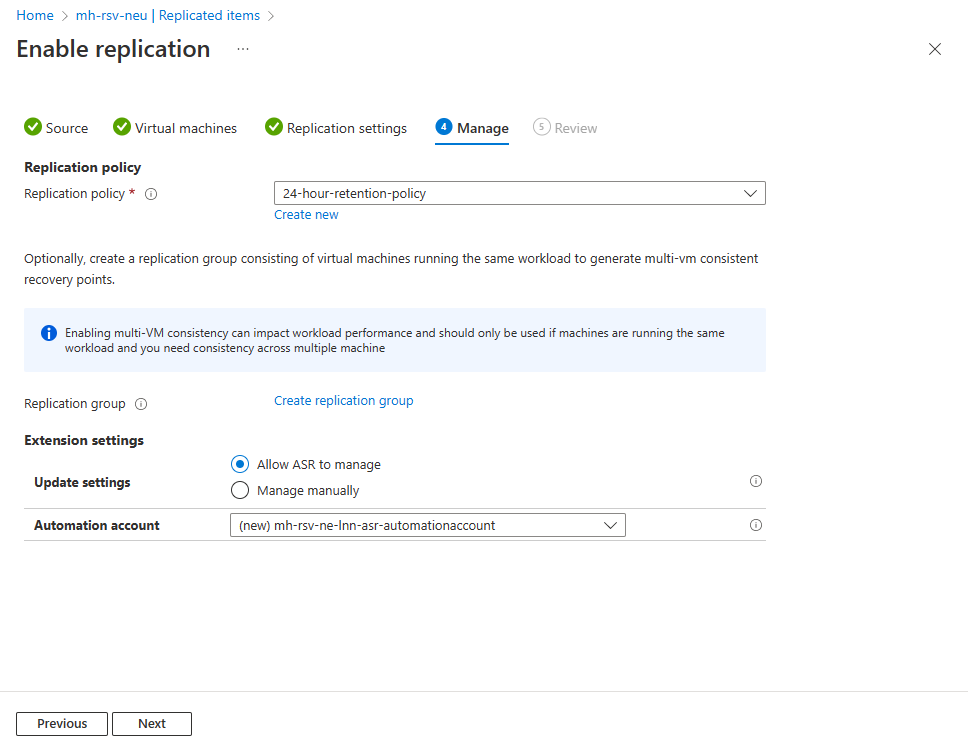 Home > mh-rsv-neu | Replicated items >
Enable replication ...
Source Virtual machines Replication settings 4 Manage 5 Review
Replication policy
Replication policy * 24-hour-retention-policy
Create new
Optionally, create a replication group consisting of virtual machines running the same workload to generate multi-vm consistent
recovery points.
Enabling multi-VM consistency can impact workload performance and should only be used if machines are running the same
workload and you need consistency across multiple machine
Replication group Create replication group
Extension settings
Allow ASR to manage
Update settings
Manage manually
Automation account (new) mh-rsv-ne-lnn-asr-automationaccount
Previous Next